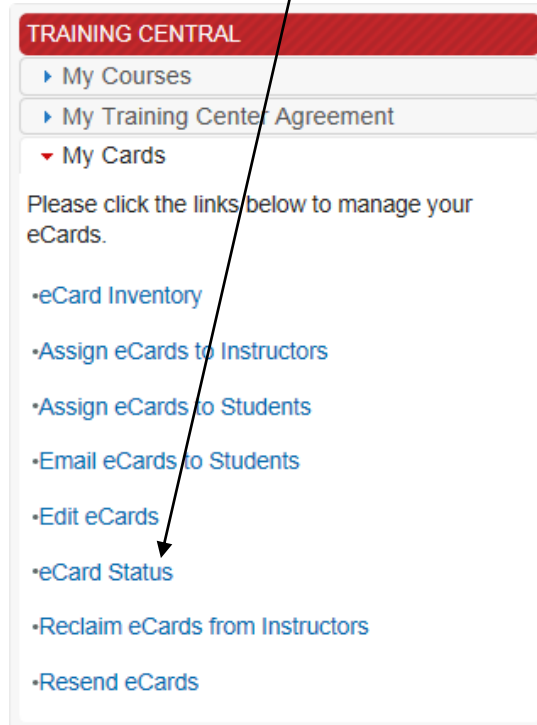 TRAINING CENTRAL
My Courses
My Training Center Agreement
My Cards
Please click the links below to manage your
eCards.
•eCard Inventory
•Assign eCards to Instructors
•Assign eCards to Students
•Email eCards to Students
•Edit eCards
•eCard Status
•Reclaim eCards from Instructors
•Resend eCards